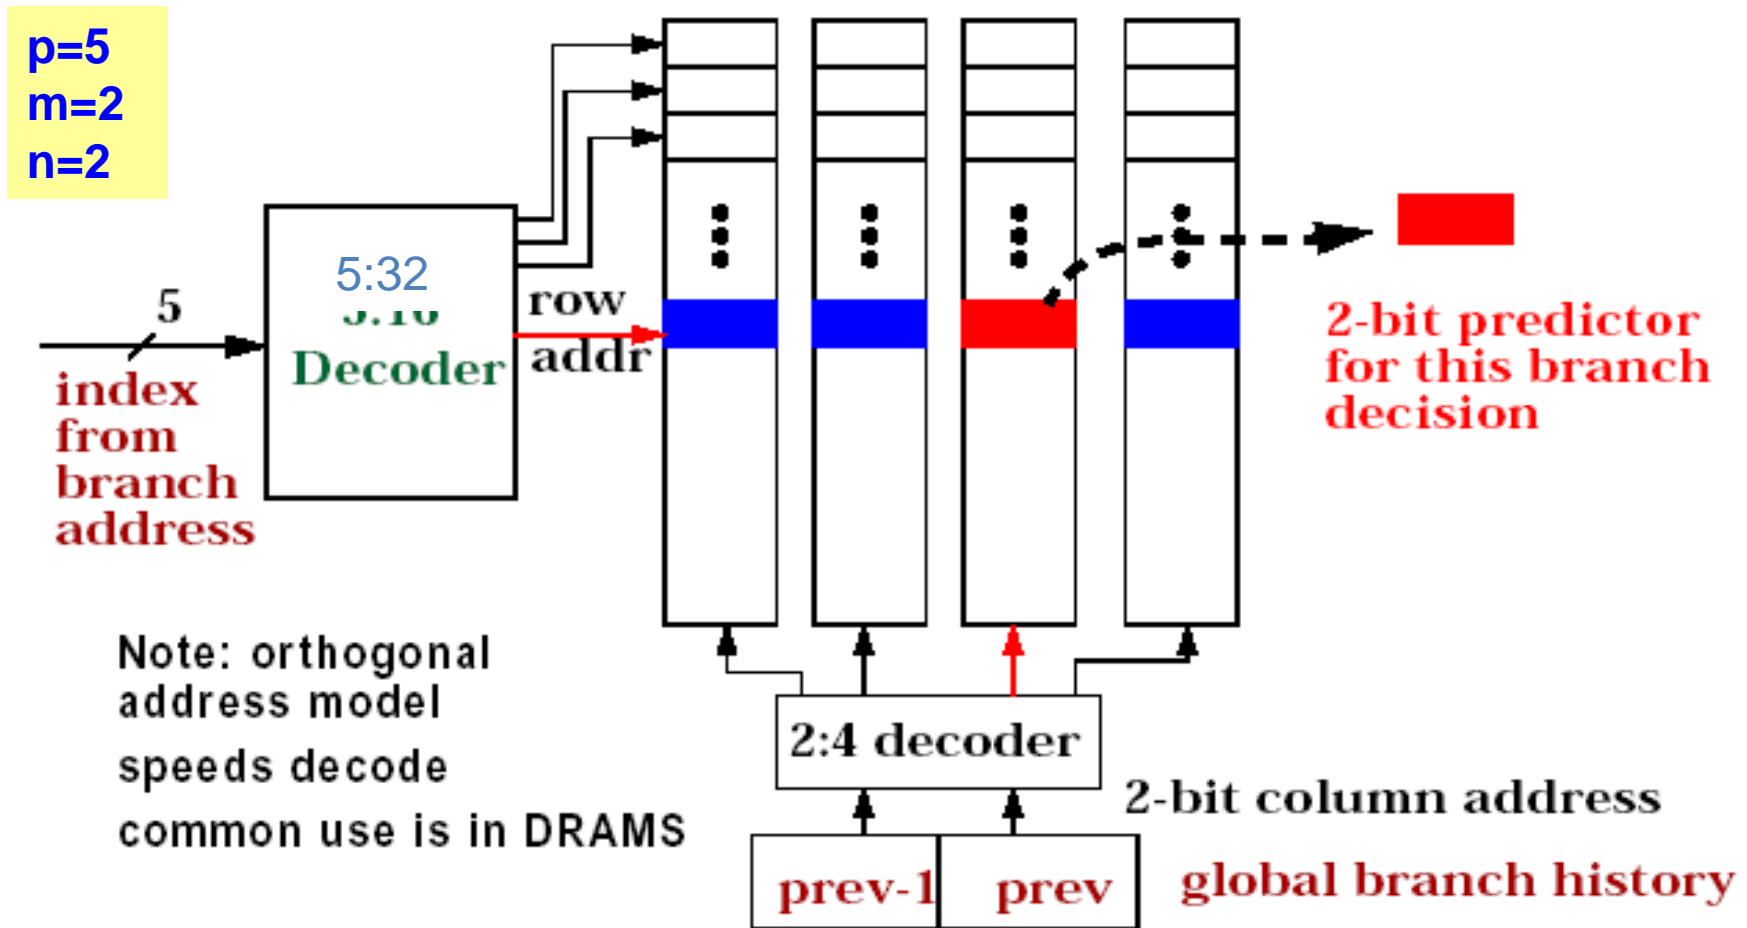 p=5
m=2
n=2
5:32
Decoder
5
index
from
branch
address
row
addr
2-bit predictor
for this branch
decision
Note: orthogonal
address model
speeds decode
common use is in DRAMS
2:4 decoder
2-bit column address
prev-1
prev
global branch history